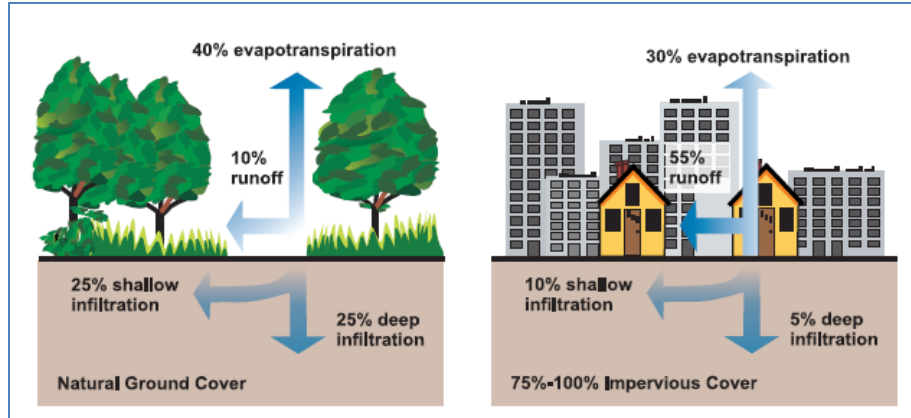 40% evapotranspiration
10%
runoff
25% shallow
infiltration
25% deep
infiltration
Natural Ground Cover
30% evapotranspiration
55%
runoff
10% shallow
infiltration
5% deep
infiltration
75%-100% Impervious Cover